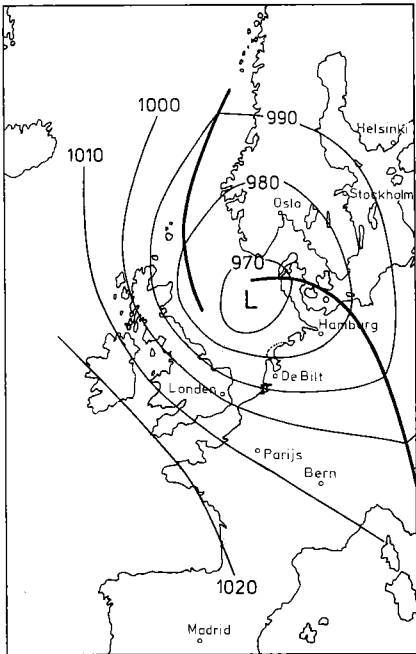 1000
990
Helsinki
1010
980
Stockholm
Oslo
970
L
Hamburg
De Bilt
Londen
Parijs
Bern
1020
Madrid